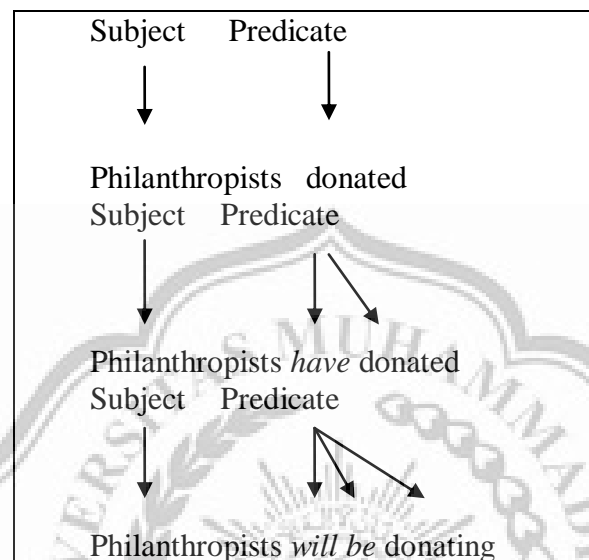 Subject Predicate
Philanthropists donated
Subject Predicate
Philanthropists have donated
Subject Predicate
Philanthropists will be donating